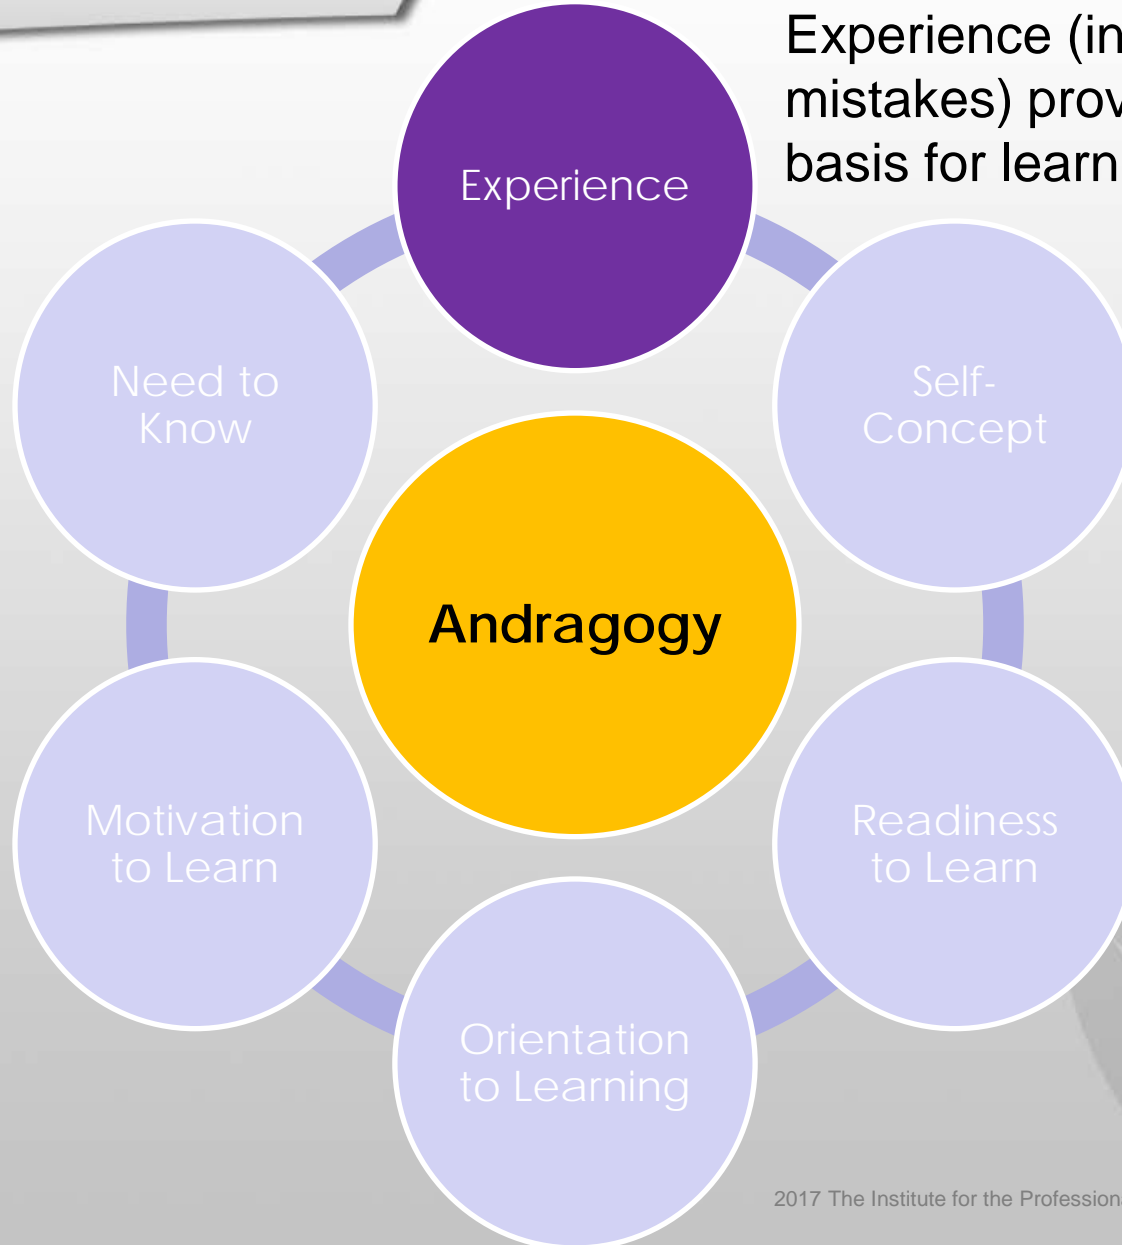 Experience (in
mistakes) prov
basis for learn
Experience
Need to
Know
Self-
Concept
Andragogy
Motivation
to Learn
Readiness
to Learn
Orientation
to Learning
2017 The Institute for the Profession